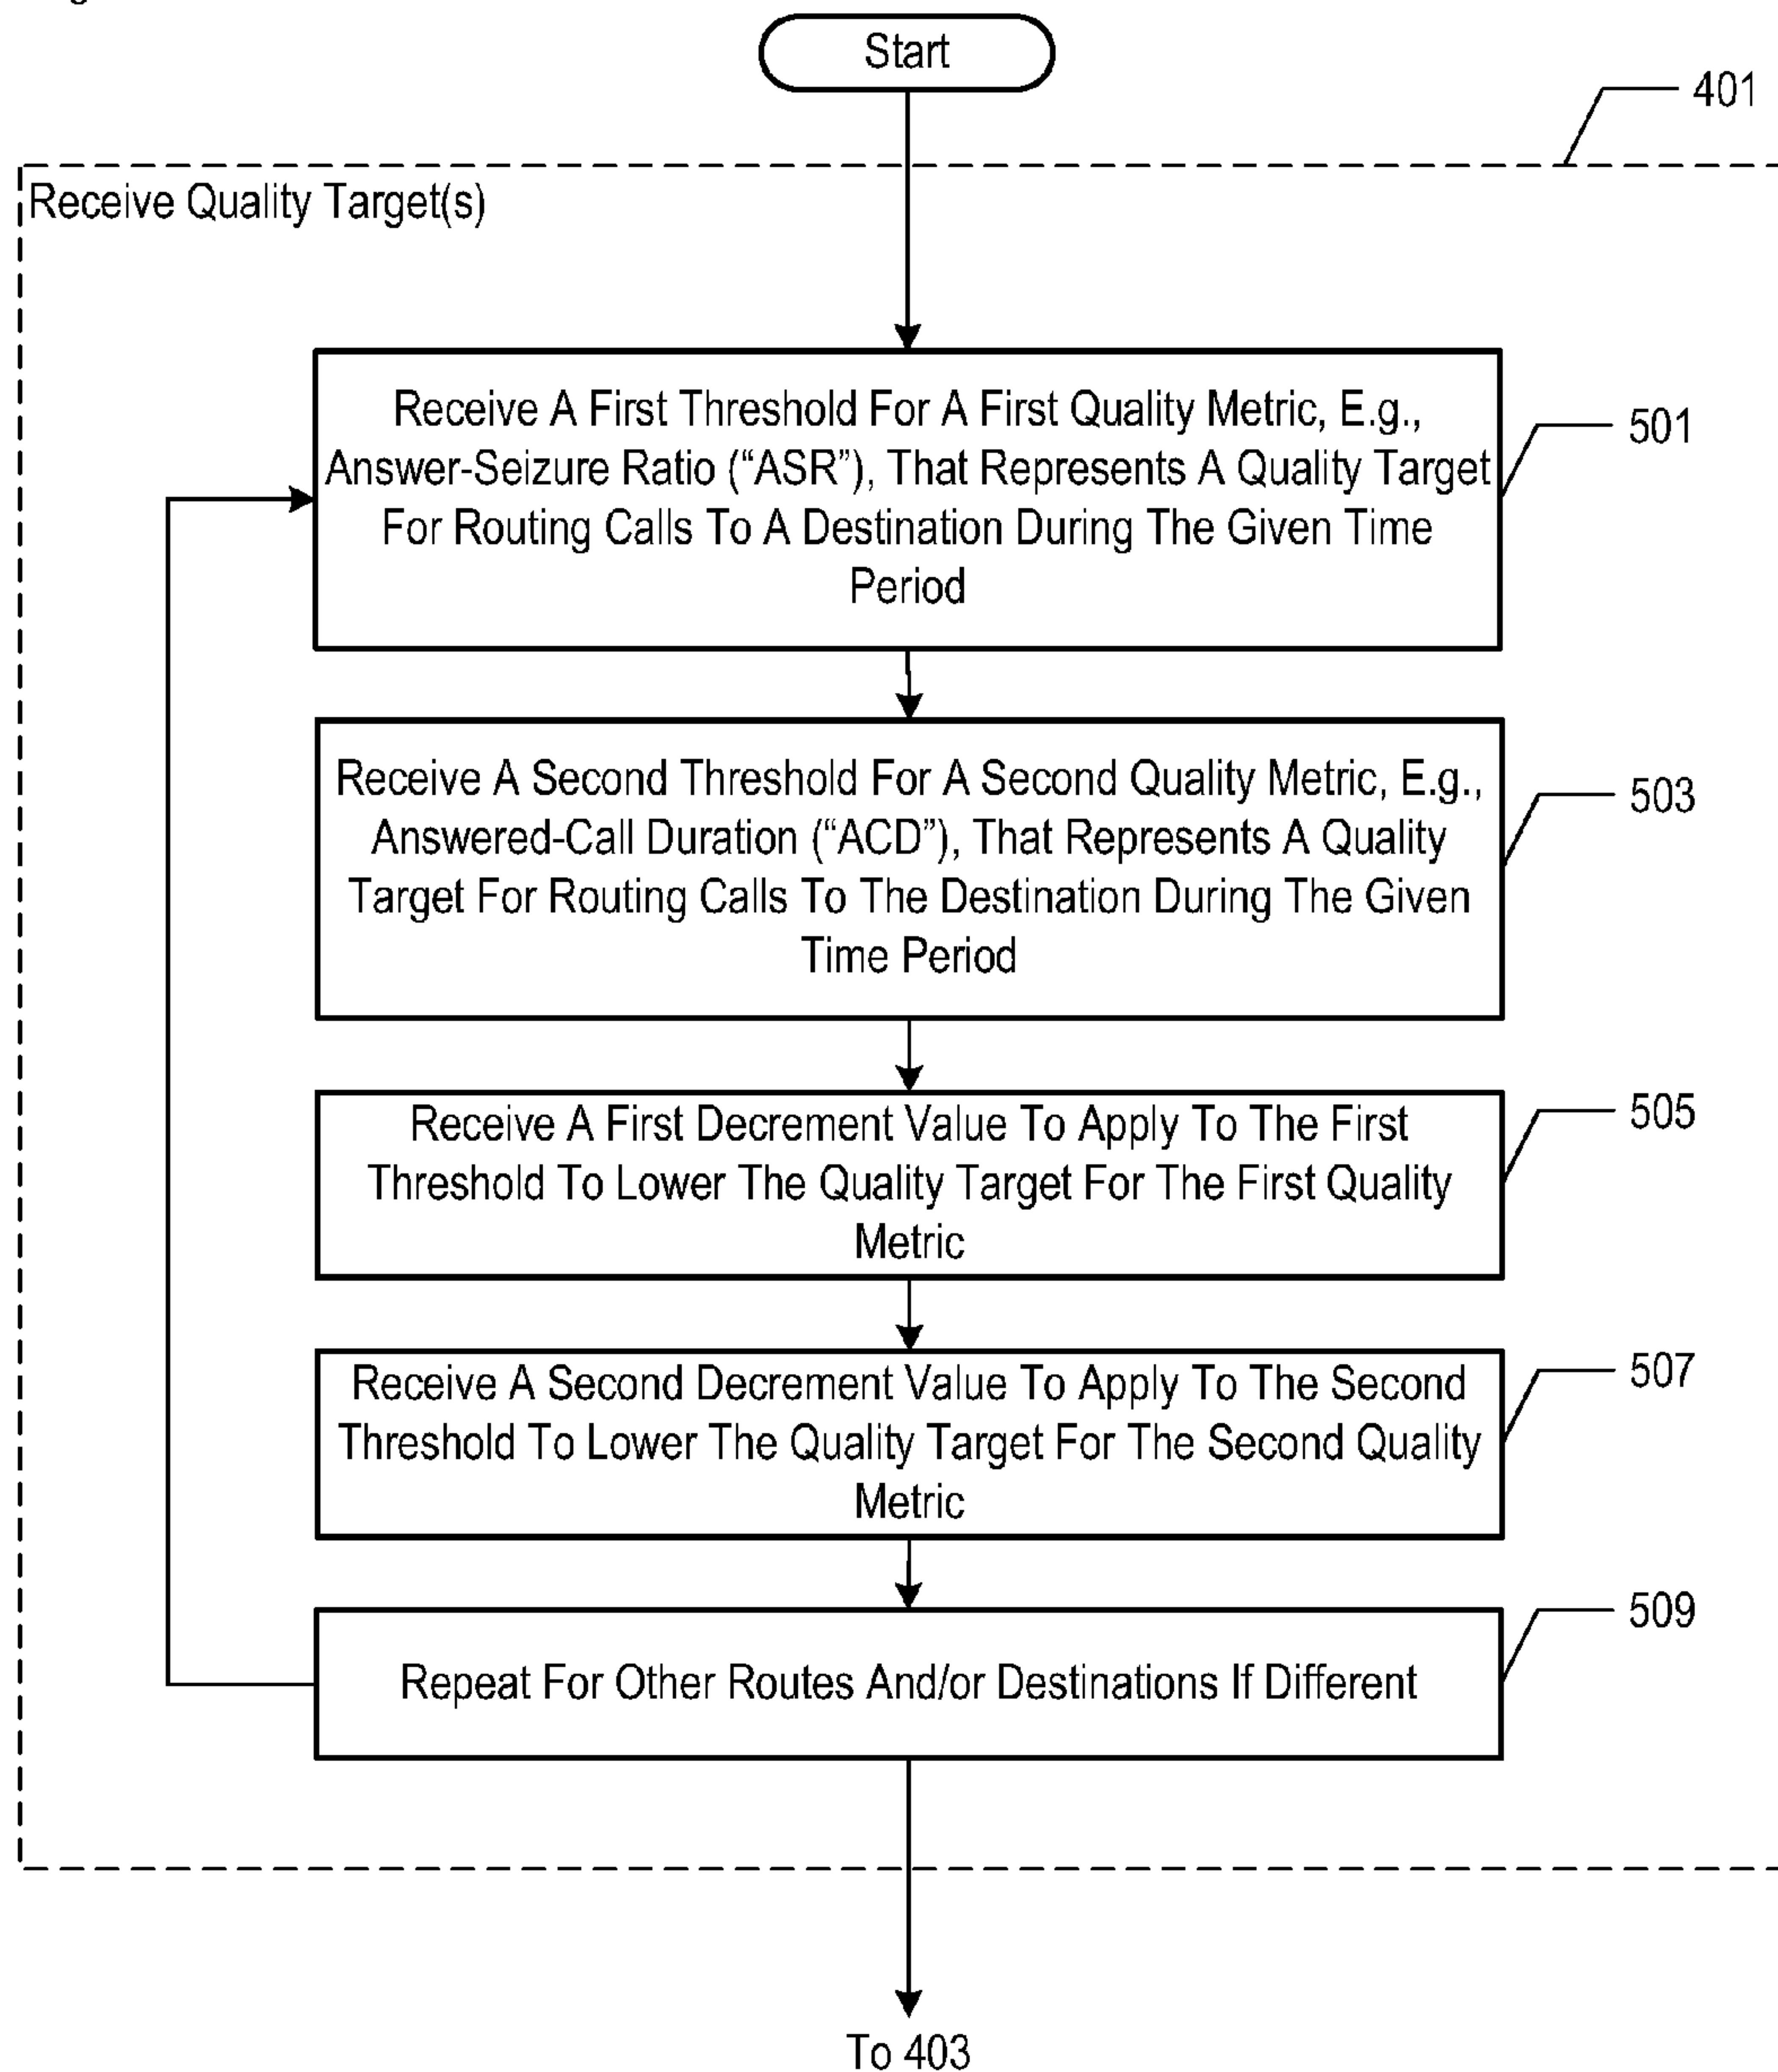 Start
401
Receive Quality Target(s)
Receive A First Threshold For A First Quality Metric, E.g.,
Answer-Seizure Ratio (“ASR”), That Represents A Quality Target
For Routing Calls To A Destination During The Given Time
Period
501
Receive A Second Threshold For A Second Quality Metric, E.g.,
Answered-Call Duration (“ACD”), That Represents A Quality
Target For Routing Calls To The Destination During The Given
Time Period
503
Receive A First Decrement Value To Apply To The First
Threshold To Lower The Quality Target For The First Quality
Metric
505
Receive A Second Decrement Value To Apply To The Second
Threshold To Lower The Quality Target For The Second Quality
Metric
507
Repeat For Other Routes And/or Destinations If Different
509
To 403